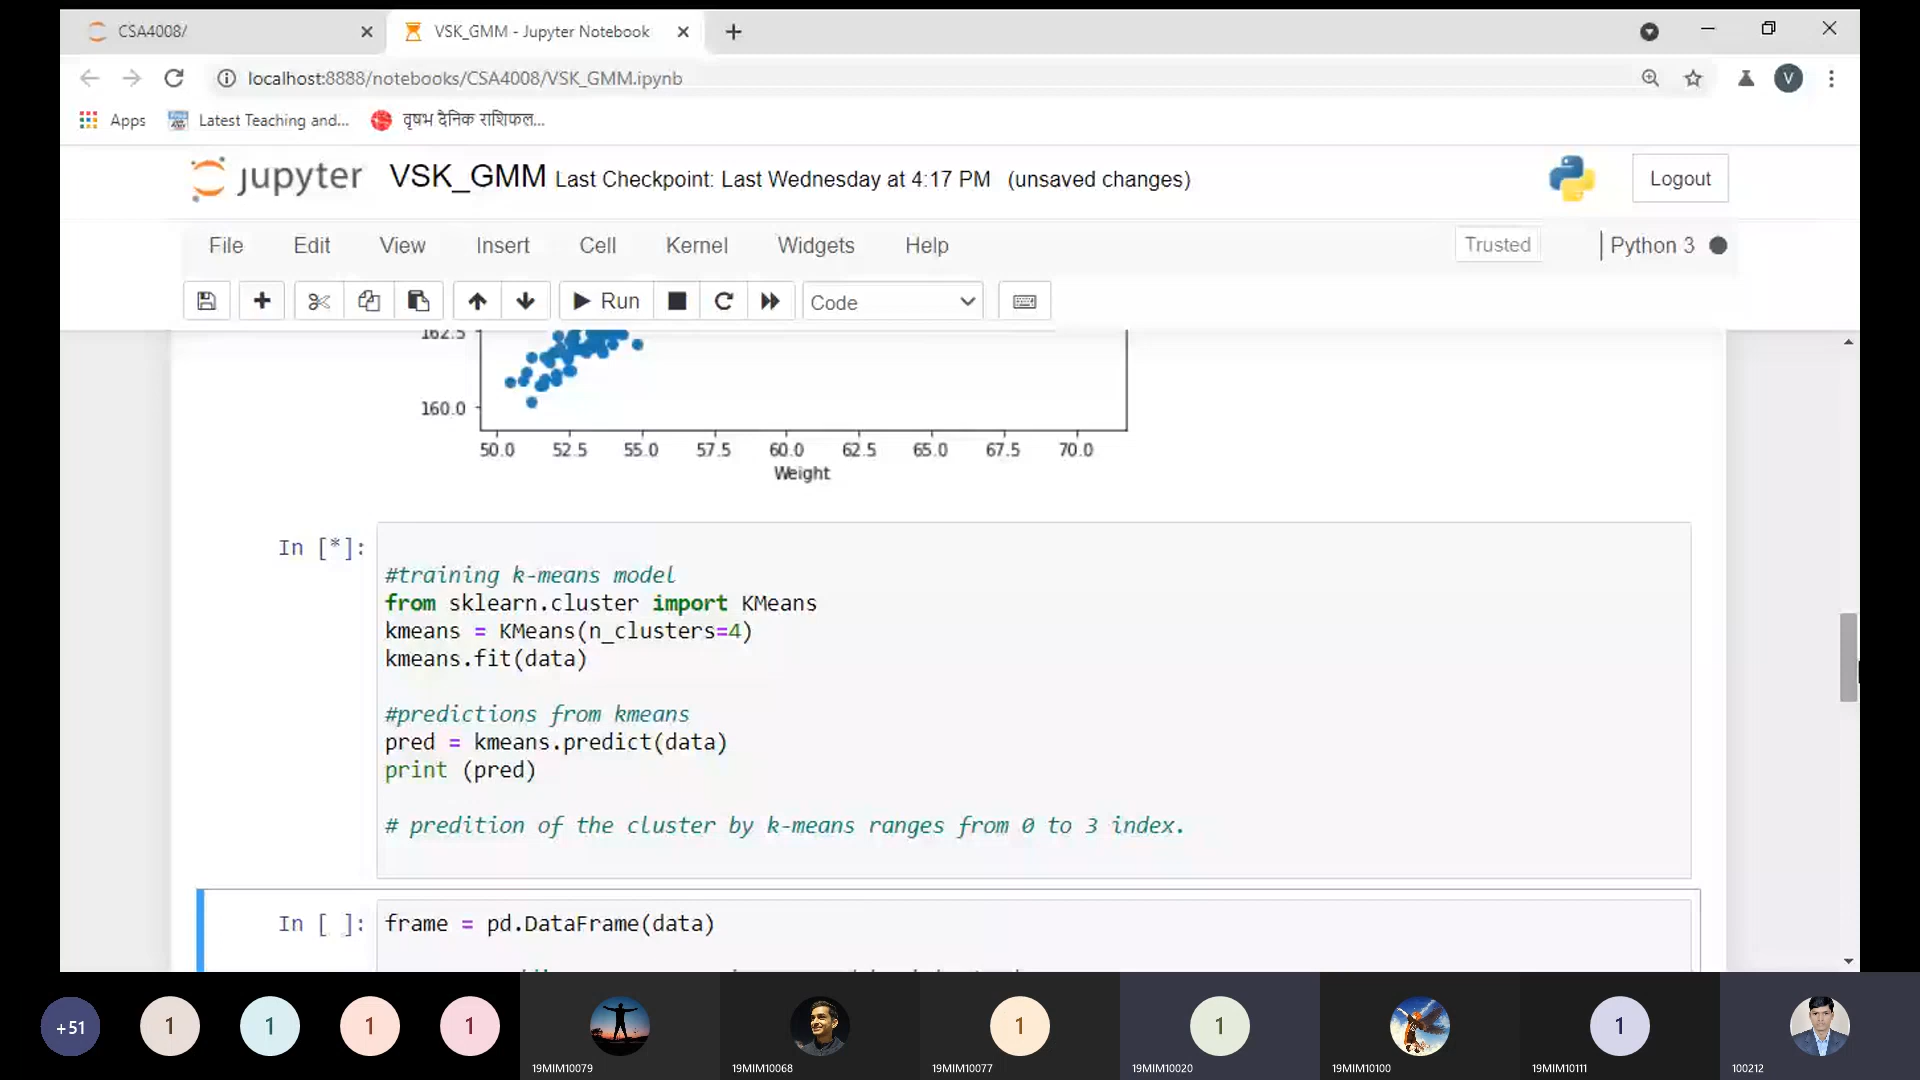 CSA4008/
VSK_GMM - Jupyter Notebook
localhost:8888/notebooks/CSA4008/VSK_GMM.ipynb
V
Apps
Latest Teaching and...
वृषभ दैनिक राशिफल...
jupyter VSK_GMM Last Checkpoint: Last Wednesday at 4:17 PM (unsaved changes)
Logout
File Edit View Insert Cell Kernel Widgets Help
Trusted
Python 3
Run
Code
162.5
160.0
50.0 52.5 55.0 57.5 60.0 62.5 65.0 67.5 70.0
Weight
In [*]:
#training k-means model
from sklearn.cluster import KMeans
kmeans = KMeans(n_clusters=4)
kmeans.fit(data)
#predictions from kmeans
pred = kmeans.predict(data)
print (pred)
# predition of the cluster by k-means ranges from 0 to 3 index.
In [ ]: frame = pd.DataFrame(data)
+51 1 1 1 1 1 1 1
19MIM10079 19MIM10068 19MIM10077 19MIM10020 19MIM10100 19MIM10111 100212